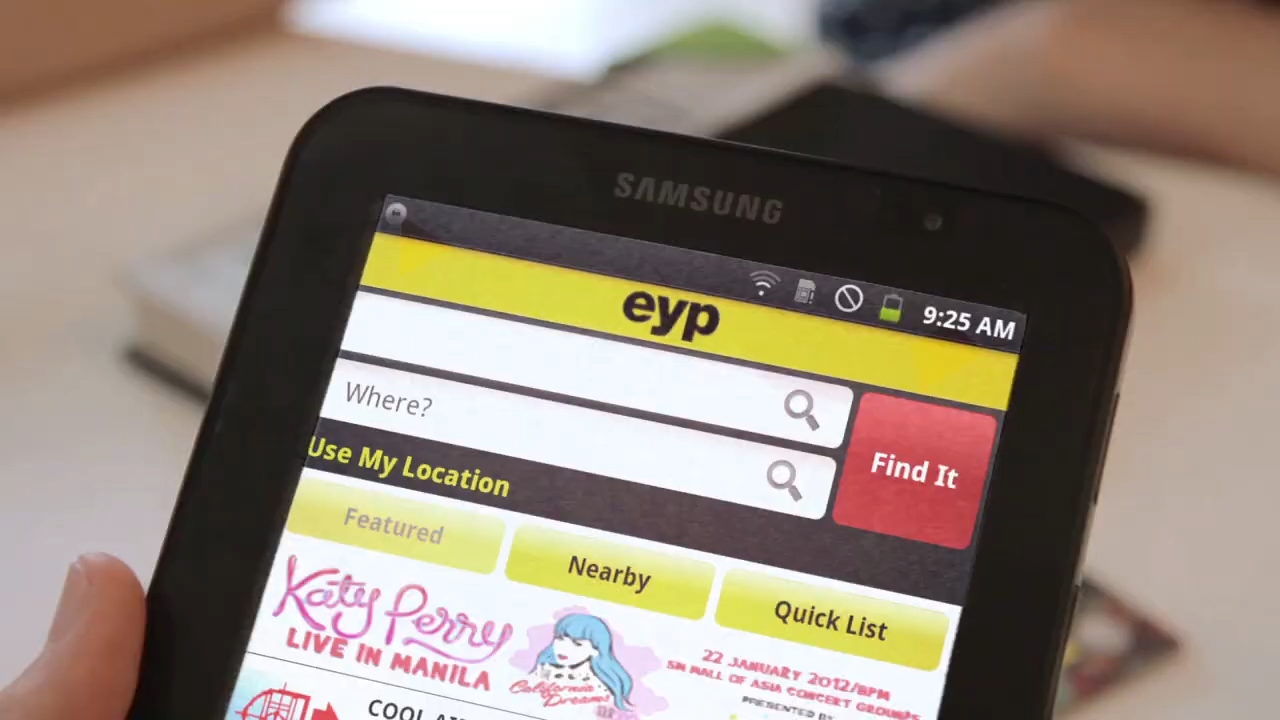 SAMSUNG
9:25 AM
eyp
Where?
Find It
Use My Location
Featured
Nearby
Quick List
Katy Perry
LIVE IN MANILA
California
Dreams
22 JANUARY 2012/8PM
SM MALL OF ASIA CONCERT GROUNDS
PRESENTED BY
COOL